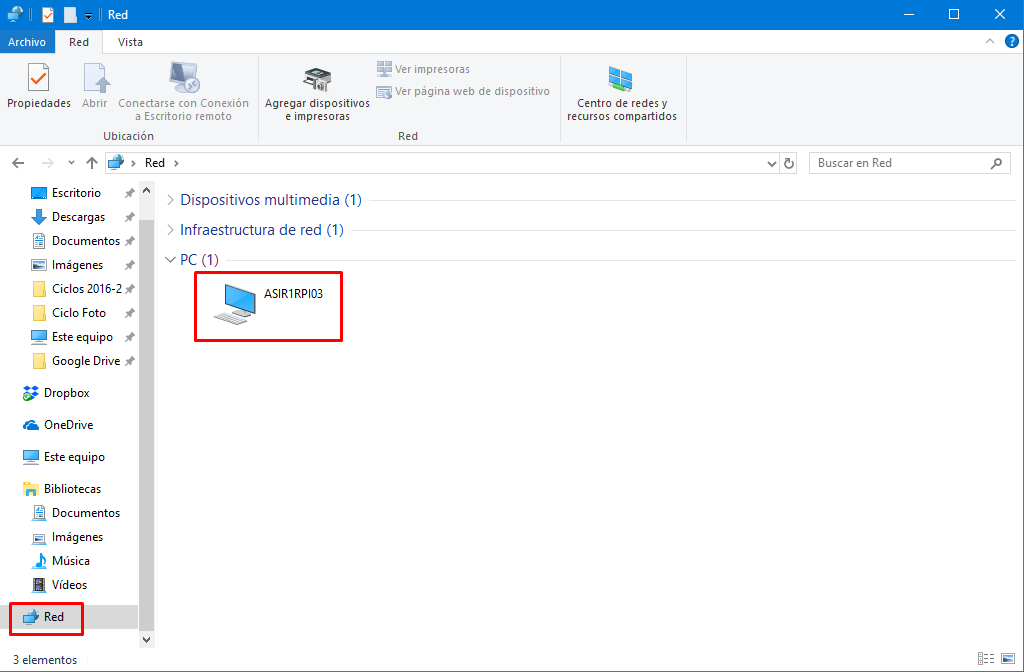 Red
Archivo
Red
Vista
?
Propiedades
Abrir
Conectarse con Conexión
a Escritorio remoto
Ubicación
Agregar dispositivos
e impresoras
Ver impresoras
Ver página web de dispositivo
Red
Centro de redes y
recursos compartidos
Red
Buscar en Red
Escritorio
Descargas
Documentos
Imágenes
Ciclos 2016-2
Ciclo Foto
Este equipo
Google Drive
Dropbox
OneDrive
Este equipo
Bibliotecas
Documentos
Imágenes
Música
Vídeos
Red
Dispositivos multimedia (1)
Infraestructura de red (1)
PC (1)
ASIR1RPI03
3 elementos